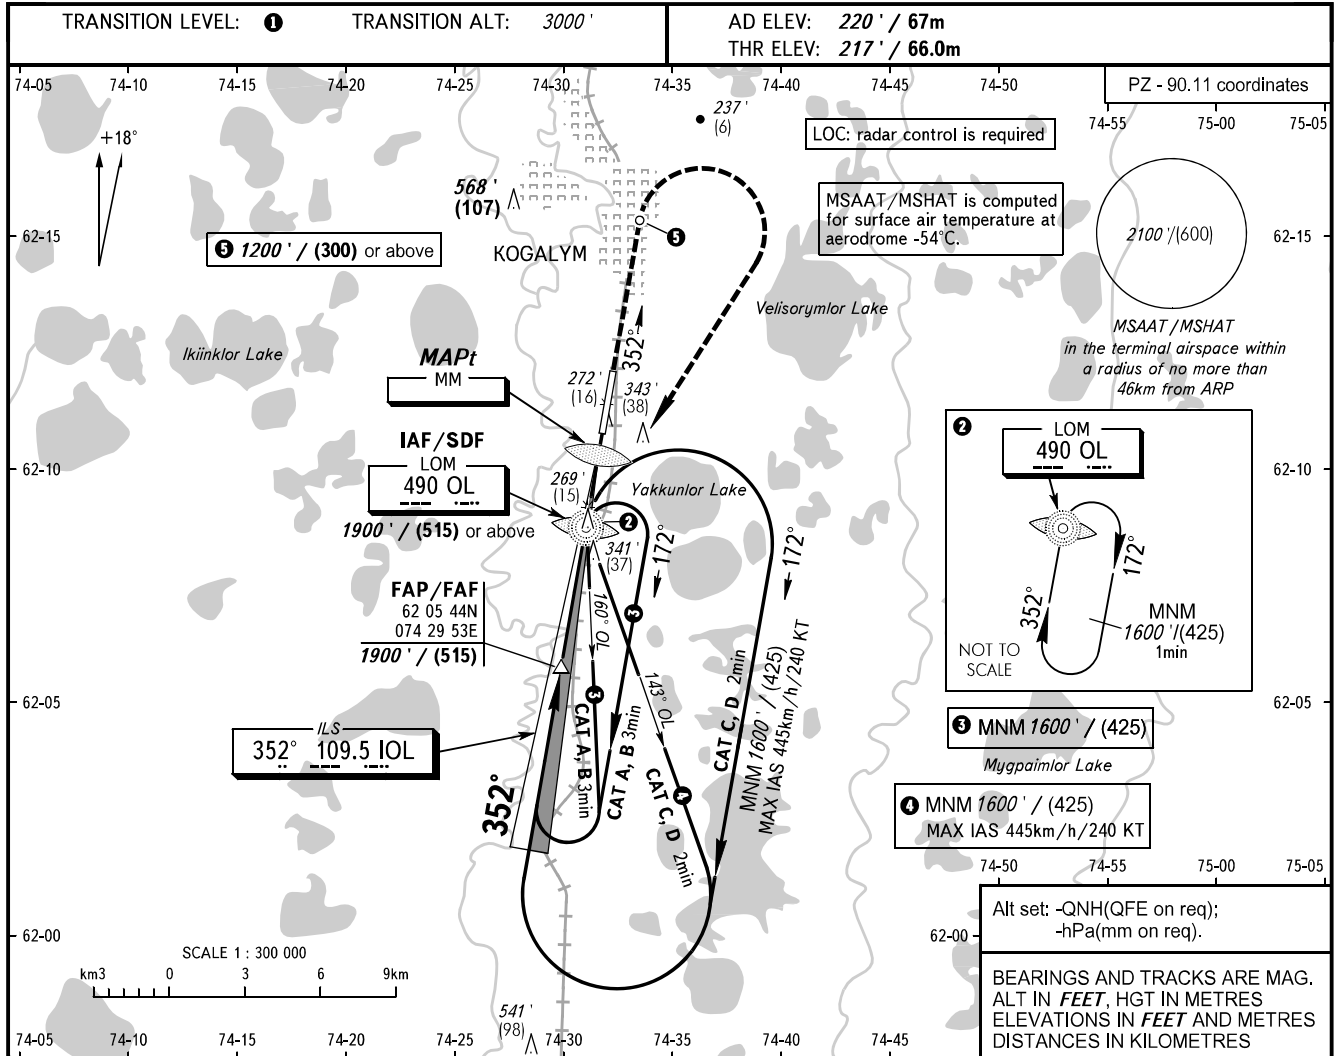 TRANSITION LEVEL: ❶ TRANSITION ALT: 3000 '
AD ELEV: 220 ' / 67m
THR ELEV: 217 ' / 66.0m
74-05 74-10 74-15 74-20 74-25 74-30 74-35 74-40 74-45 74-50
PZ - 90.11 coordinates
74-55 75-00 75-05
+18°
237 '
(6)
LOC: radar control is required
568 '
(107)
MSAAT/MSHAT is computed
for surface air temperature at
aerodrome -54°C.
2100 '/(600)
62-15
62-15
❺ 1200 ' / (300) or above
KOGALYM
❺
Velisorymlor Lake
Ikiinklor Lake
MSAAT/MSHAT
in the terminal airspace within
a radius of no more than
46km from ARP
352°
MAPt
MM
272 '
(16)
343 '
(38)
IAF/SDF
LOM
490 OL
1900 ' / (515) or above
62-10
62-10
269 '
(15)
Yakkunlor Lake
❷
341 '
(37)
172°
172°
❷
LOM
490 OL
352°
172°
MNM
1600 '/(425)
1min
NOT TO
SCALE
FAP/FAF
62 05 44N
074 29 53E
1900 ' / (515)
160° OL
❸
❸
143° OL
62-05
62-05
CAT A, B 3min
CAT A, B 3min
CAT C, D 2min
❹
CAT C, D 2min
MNM 1600 ' / (425)
MAX IAS 445km/h/240 KT
ILS
352° 109.5 IOL
352°
❸ MNM 1600 ' / (425)
Mygpaimlor Lake
❹ MNM 1600 ' / (425)
MAX IAS 445km/h/240 KT
74-50 74-55 75-00 75-05
62-00
62-00
Alt set: -QNH(QFE on req);
-hPa(mm on req).
SCALE 1 : 300 000
km3 0 3 6 9km
BEARINGS AND TRACKS ARE MAG.
ALT IN FEET, HGT IN METRES
ELEVATIONS IN FEET AND METRES
DISTANCES IN KILOMETRES
541 '
(98)
74-05 74-10 74-15 74-20 74-25 74-30 74-35 74-40 74-45